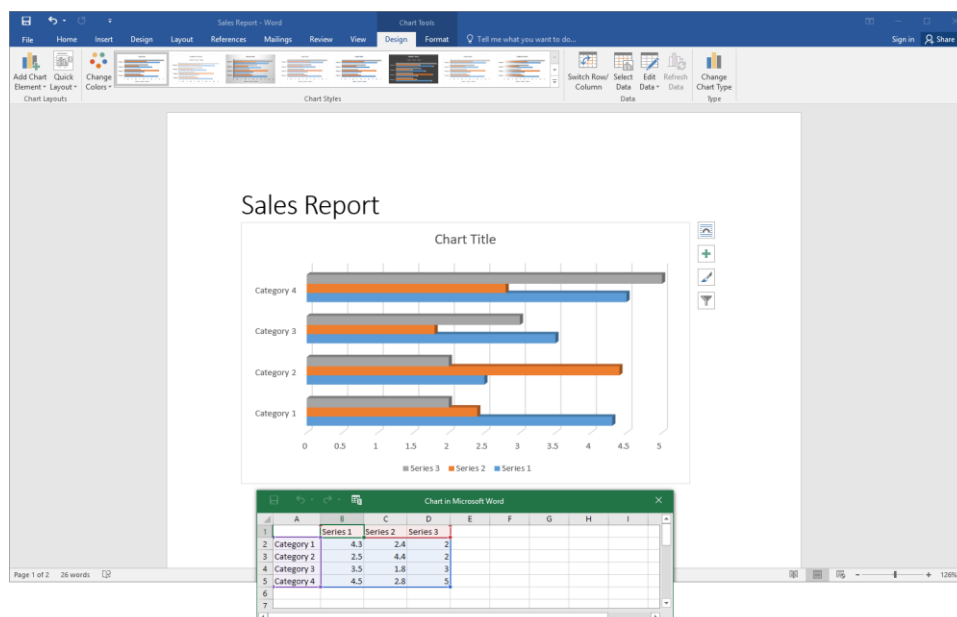 Sales Report - Word
Chart Tools
File Home Insert Design Layout References Mailings Review View Design Format Tell me what you want to do... Sign in Share
Add Chart Element Quick Layout Change Colors Switch Row/ Column Select Data Edit Data Refresh Data Change Chart Type
Chart Layouts Chart Styles Data Type
Sales Report
Chart Title
Category 4
Category 3
Category 2
Category 1
0 0.5 1 1.5 2 2.5 3 3.5 4 4.5 5
Series 3 Series 2 Series 1
Chart in Microsoft Word
A B C D E F G H I
1 Series 1 Series 2 Series 3
2 Category 1 4.3 2.4 2
3 Category 2 2.5 4.4 2
4 Category 3 3.5 1.8 3
5 Category 4 4.5 2.8 5
6
7
Page 1 of 2 26 words 126%